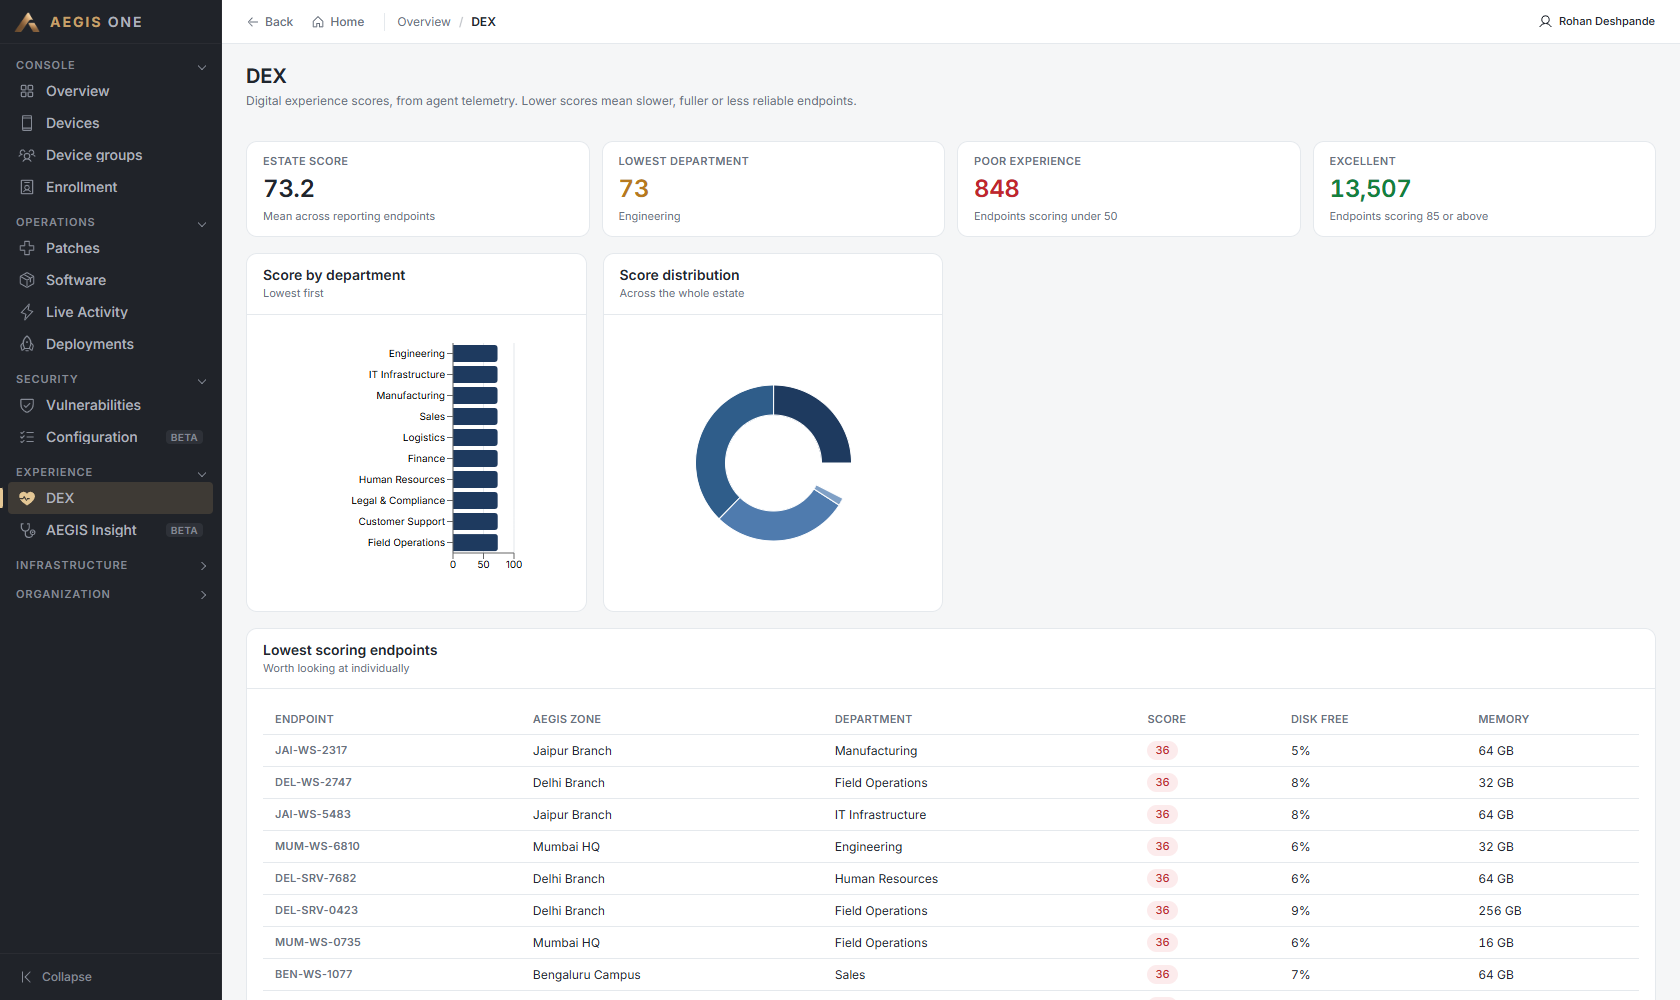 AEGIS ONE
CONSOLE
Overview
Devices
Device groups
Enrollment
OPERATIONS
Patches
Software
Live Activity
Deployments
SECURITY
Vulnerabilities
Configuration BETA
EXPERIENCE
DEX
AEGIS Insight BETA
INFRASTRUCTURE
ORGANIZATION
Collapse
Back Home Overview / DEX
Rohan Deshpande
DEX
Digital experience scores, from agent telemetry. Lower scores mean slower, fuller or less reliable endpoints.
ESTATE SCORE
73.2
Mean across reporting endpoints
LOWEST DEPARTMENT
73
Engineering
POOR EXPERIENCE
848
Endpoints scoring under 50
EXCELLENT
13,507
Endpoints scoring 85 or above
Score by department
Lowest first
Engineering
IT Infrastructure
Manufacturing
Sales
Logistics
Finance
Human Resources
Legal & Compliance
Customer Support
Field Operations
0 50 100
Score distribution
Across the whole estate
Lowest scoring endpoints
Worth looking at individually
ENDPOINT AEGIS ZONE DEPARTMENT SCORE DISK FREE MEMORY
JAI-WS-2317 Jaipur Branch Manufacturing 36 5% 64 GB
DEL-WS-2747 Delhi Branch Field Operations 36 8% 32 GB
JAI-WS-5483 Jaipur Branch IT Infrastructure 36 8% 64 GB
MUM-WS-6810 Mumbai HQ Engineering 36 6% 32 GB
DEL-SRV-7682 Delhi Branch Human Resources 36 6% 64 GB
DEL-SRV-0423 Delhi Branch Field Operations 36 9% 256 GB
MUM-WS-0735 Mumbai HQ Field Operations 36 6% 16 GB
BEN-WS-1077 Bengaluru Campus Sales 36 7% 64 GB